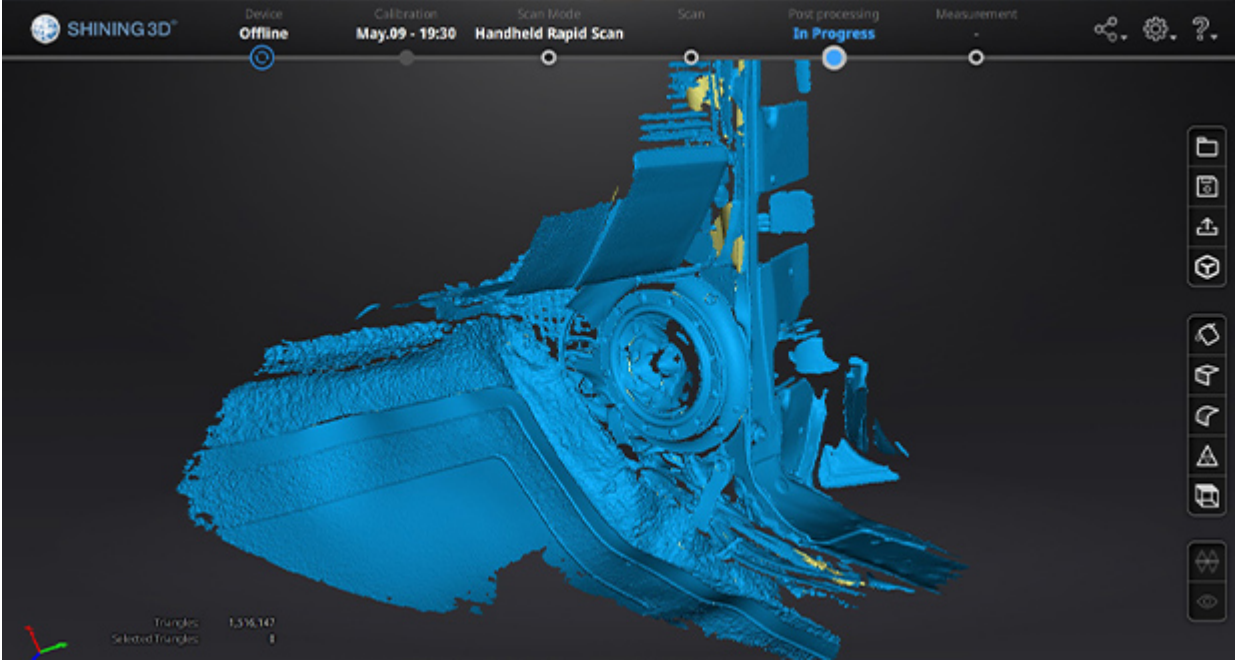 SHINING 3D®
Device
Offline
Calibration
May.09 - 19:30
Scan Mode
Handheld Rapid Scan
Scan
Post processing
In Progress
Measurement
-
Triangles 1,516,147
Selected Triangles 0